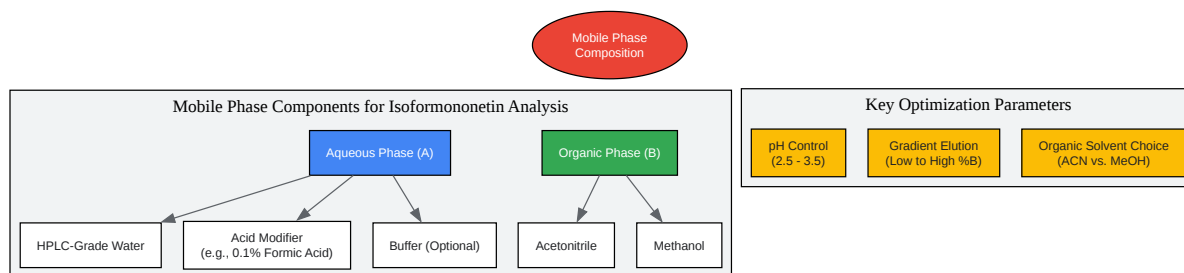 Mobile Phase
Composition
Mobile Phase Components for Isoformononetin Analysis
Aqueous Phase (A)
Organic Phase (B)
HPLC-Grade Water
Acid Modifier
(e.g., 0.1% Formic Acid)
Buffer (Optional)
Acetonitrile
Methanol
Key Optimization Parameters
pH Control
(2.5 - 3.5)
Gradient Elution
(Low to High %B)
Organic Solvent Choice
(ACN vs. MeOH)